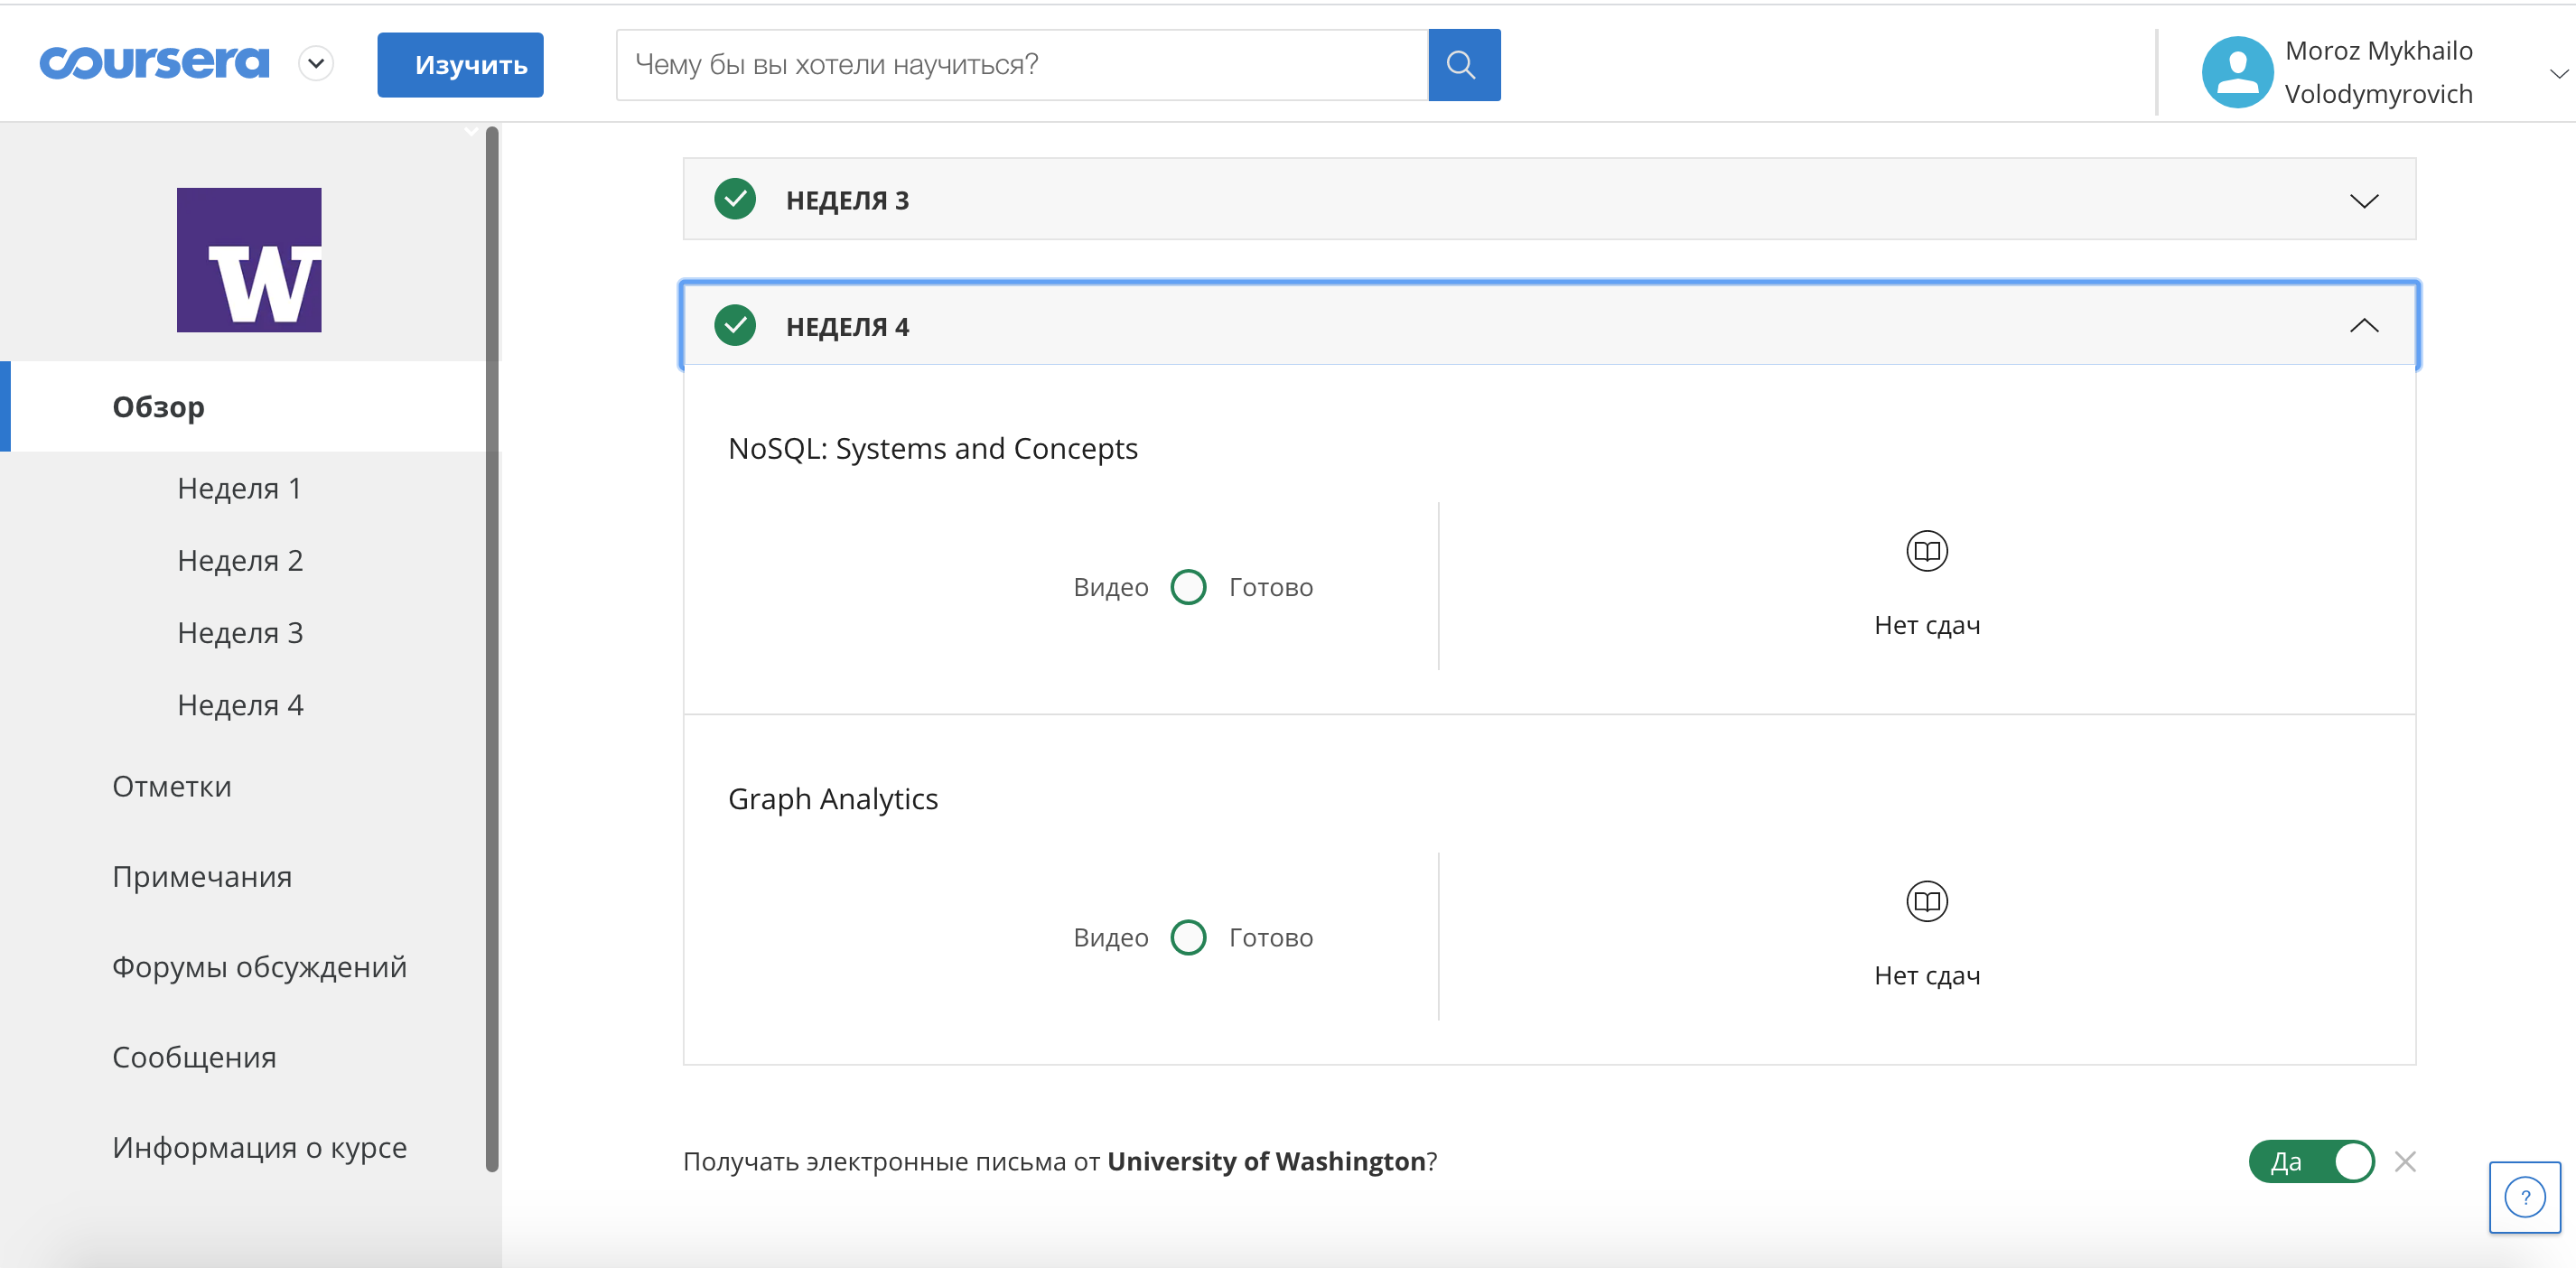 coursera
Изучить
Чему бы вы хотели научиться?
Moroz Mykhailo
Volodymyrovich
W
Обзор
Неделя 1
Неделя 2
Неделя 3
Неделя 4
Отметки
Примечания
Форумы обсуждений
Сообщения
Информация о курсе
НЕДЕЛЯ 3
НЕДЕЛЯ 4
NoSQL: Systems and Concepts
Видео Готово
Нет сдач
Graph Analytics
Видео Готово
Нет сдач
Получать электронные письма от University of Washington?
Да
?